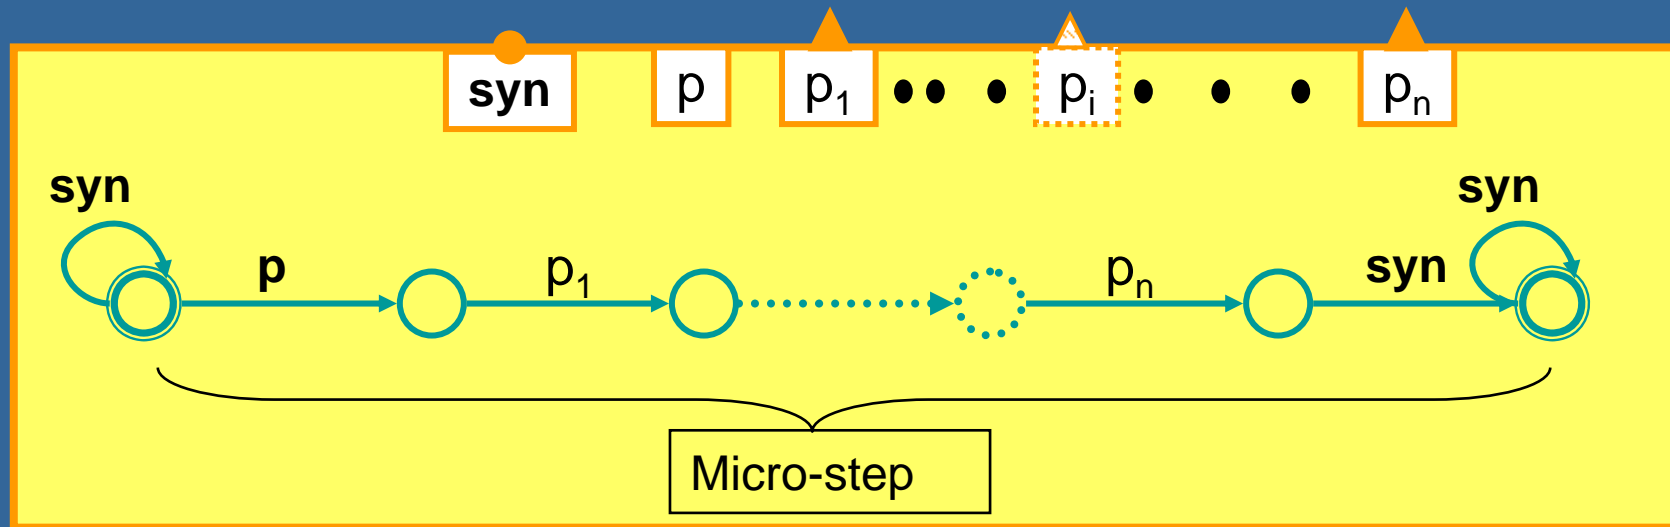 syn p p₁ pᵢ pₙ
syn syn
p p₁ pₙ syn
Micro-step